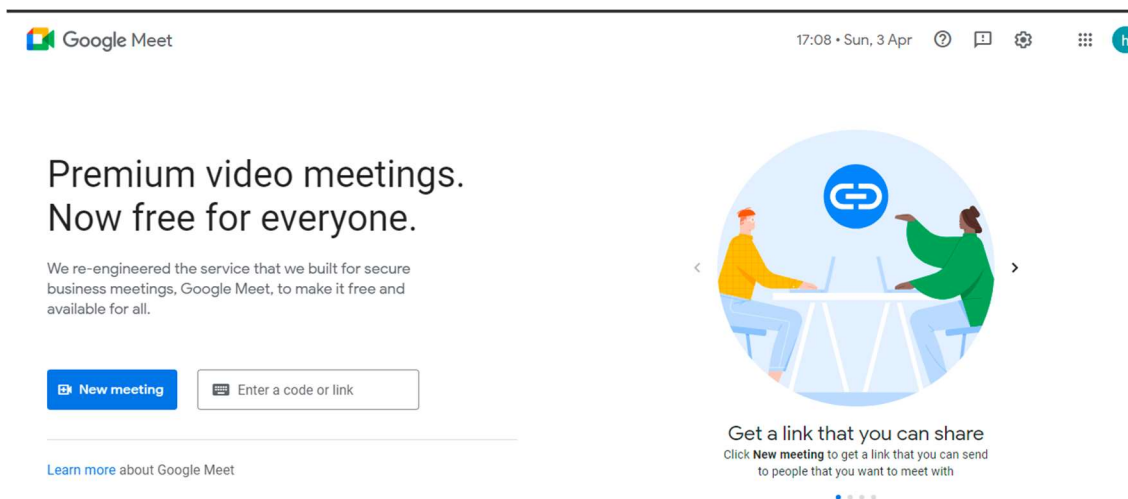 Google Meet
17:08 • Sun, 3 Apr
h
Premium video meetings.
Now free for everyone.
We re-engineered the service that we built for secure
business meetings, Google Meet, to make it free and
available for all.
New meeting
Enter a code or link
Learn more about Google Meet
Get a link that you can share
Click New meeting to get a link that you can send
to people that you want to meet with